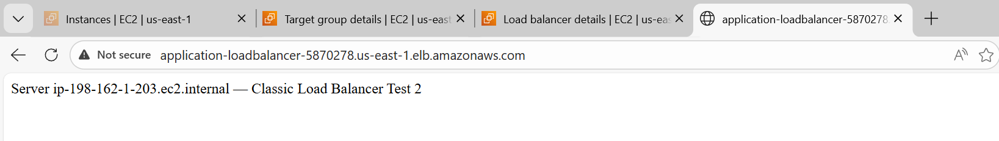 Instances | EC2 | us-east-1
Target group details | EC2 | us-east
Load balancer details | EC2 | us-eas
application-loadbalancer-5870278.
Not secure application-loadbalancer-5870278.us-east-1.elb.amazonaws.com
Server ip-198-162-1-203.ec2.internal — Classic Load Balancer Test 2